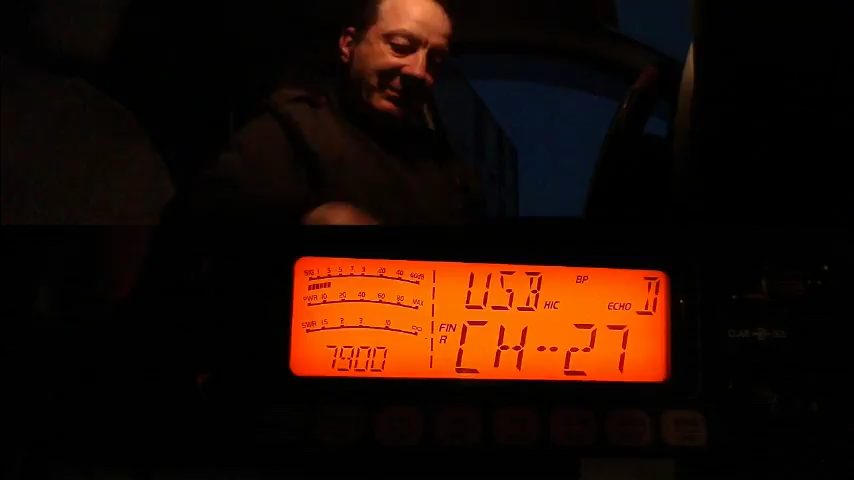 SIG 1 3 5 7 9 20 40 60dB
PWR 10 20 40 60 80 MAX
SWR 1.5 2 3 10 ∞
7900
USB HIC BP ECHO D
FIN
R
CH--27